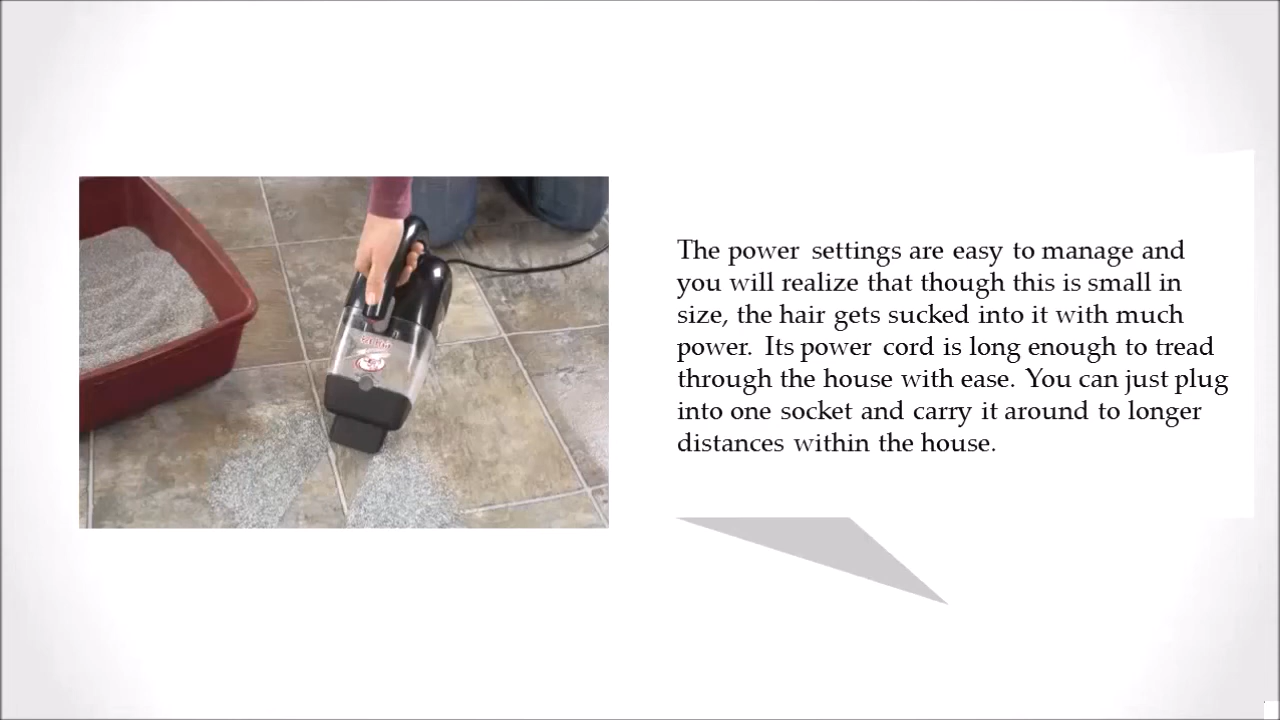 The power settings are easy to manage and
you will realize that though this is small in
size, the hair gets sucked into it with much
power. Its power cord is long enough to tread
through the house with ease. You can just plug
into one socket and carry it around to longer
distances within the house.